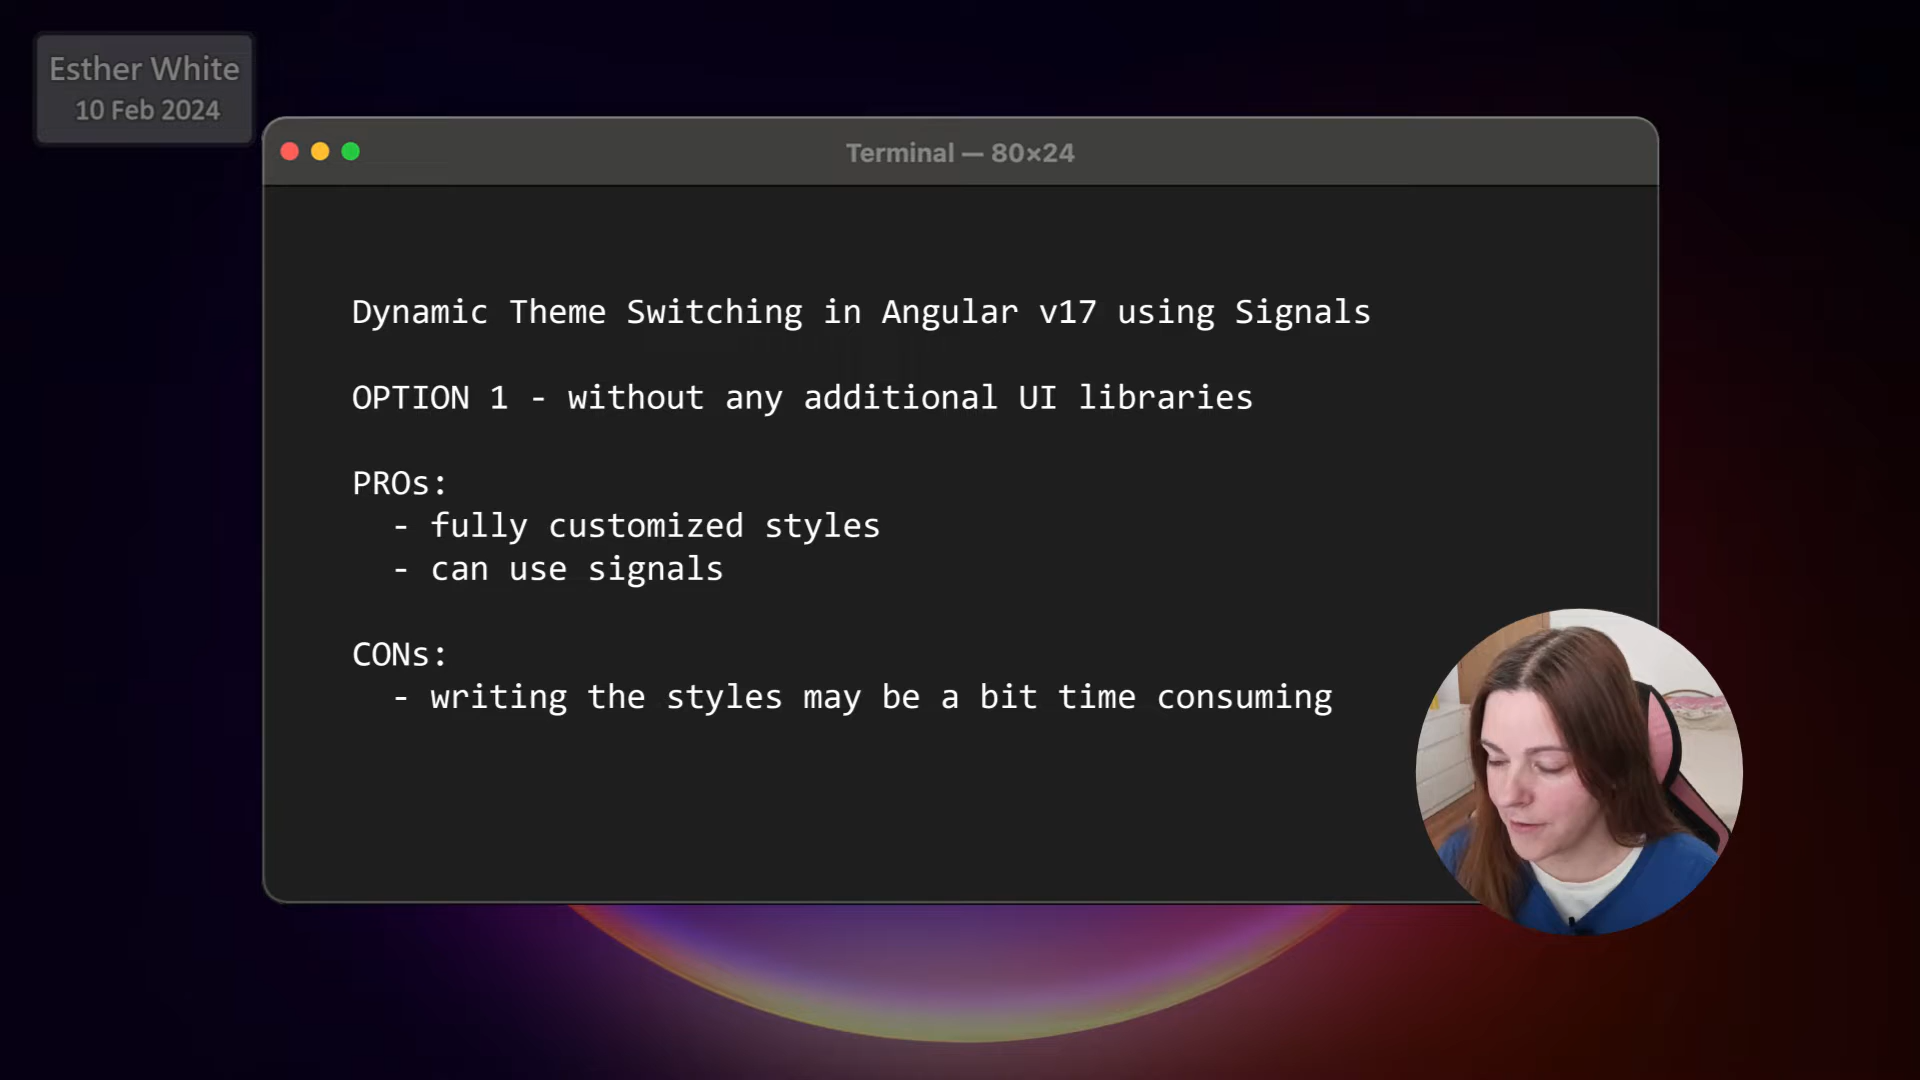 Esther White
10 Feb 2024
Terminal — 80×24
Dynamic Theme Switching in Angular v17 using Signals
OPTION 1 - without any additional UI libraries
PROs:
- fully customized styles
- can use signals
CONs:
- writing the styles may be a bit time consuming